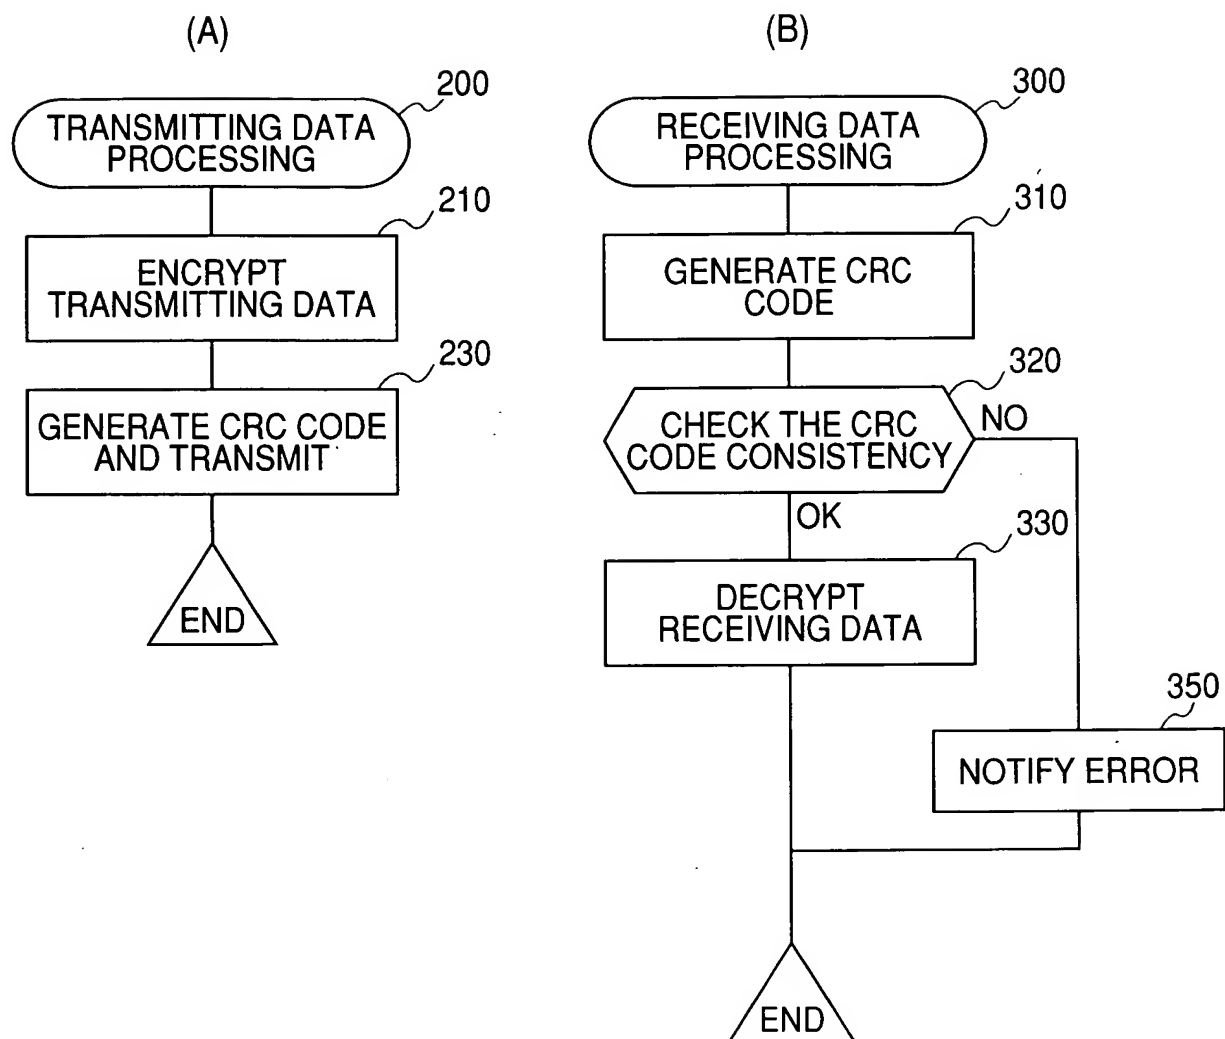 (A)
200
TRANSMITTING DATA
PROCESSING
210
ENCRYPT
TRANSMITTING DATA
230
GENERATE CRC CODE
AND TRANSMIT
END
(B)
300
RECEIVING DATA
PROCESSING
310
GENERATE CRC
CODE
320
CHECK THE CRC
CODE CONSISTENCY
NO
OK
330
DECRYPT
RECEIVING DATA
350
NOTIFY ERROR
END